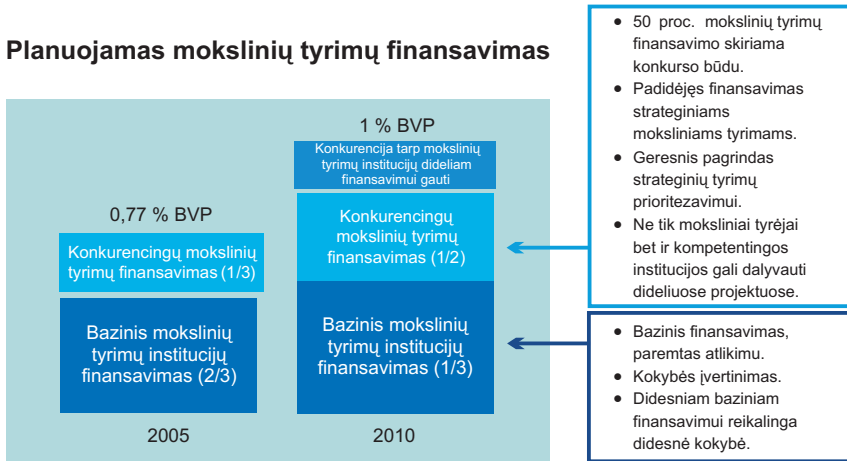 Planuojamas mokslinių tyrimų finansavimas
0,77 % BVP
Konkurencingų mokslinių
tyrimų finansavimas (1/3)
Bazinis mokslinių
tyrimų institucijų
finansavimas (2/3)
2005
1 % BVP
Konkurencija tarp mokslinių
tyrimų institucijų dideliam
finansavimui gauti
Konkurencingų
mokslinių tyrimų
finansavimas (1/2)
Bazinis mokslinių
tyrimų institucijų
finansavimas (1/3)
2010
• 50 proc. mokslinių tyrimų
finansavimo skiriama
konkurso būdu.
• Padidėjęs finansavimas
strateginiams
moksliniams tyrimams.
• Geresnis pagrindas
strateginių tyrimų
prioritezavimui.
• Ne tik moksliniai tyrėjai
bet ir kompetentingos
institucijos gali dalyvauti
dideliuose projektuose.
• Bazinis finansavimas,
paremtas atlikimu.
• Kokybės įvertinimas.
• Didesniam baziniam
finansavimui reikalinga
didesnė kokybė.